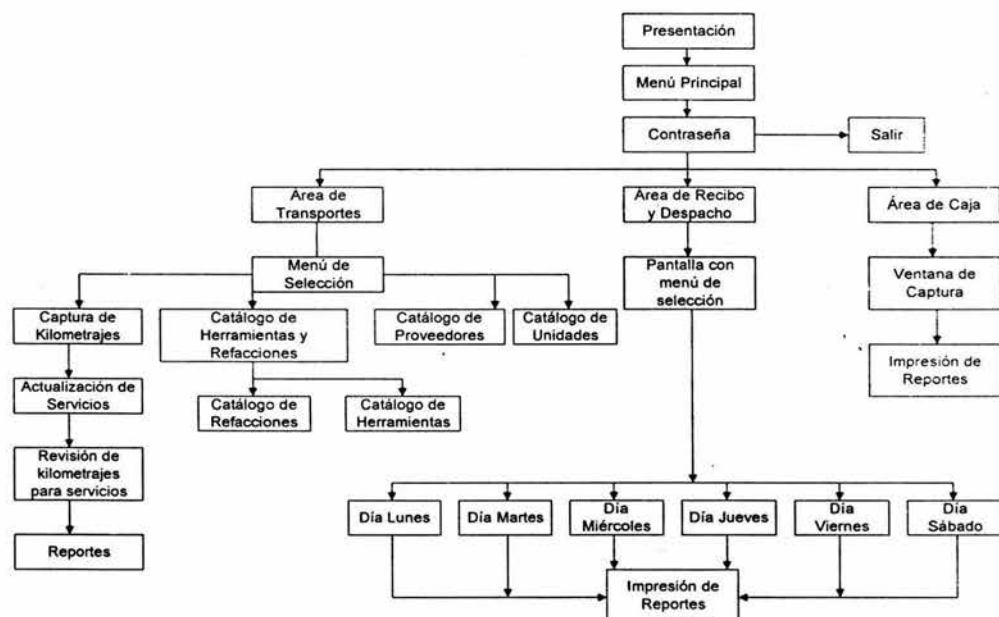 Presentación
Menú Principal
Contraseña
Salir
Área de
Transportes
Área de Recibo
y Despacho
Área de Caja
Menú de
Selección
Pantalla con
menú de
selección
Ventana de
Captura
Captura de
Kilometrajes
Catálogo de
Herramientas y
Refacciones
Catálogo de
Proveedores
Catálogo de
Unidades
Impresión de
Reportes
Actualización de
Servicios
Catálogo de
Refacciones
Catálogo de
Herramientas
Revisión de
kilometrajes
para servicios
Reportes
Día Lunes
Día Martes
Día
Miércoles
Día Jueves
Día
Viernes
Día
Sábado
Impresión de
Reportes